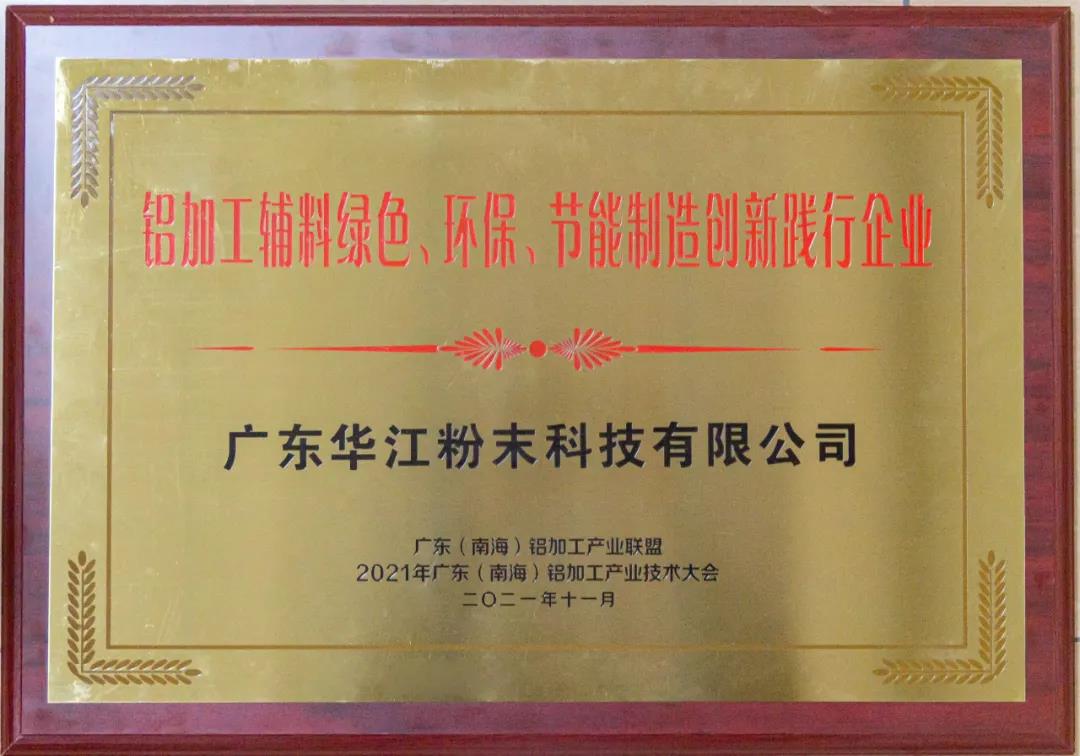 铝加工辅料绿色、环保、节能制造创新践行企业
广东华江粉末科技有限公司
广东（南海）铝加工产业联盟
2021年广东（南海）铝加工产业技术大会
二〇二一年十一月